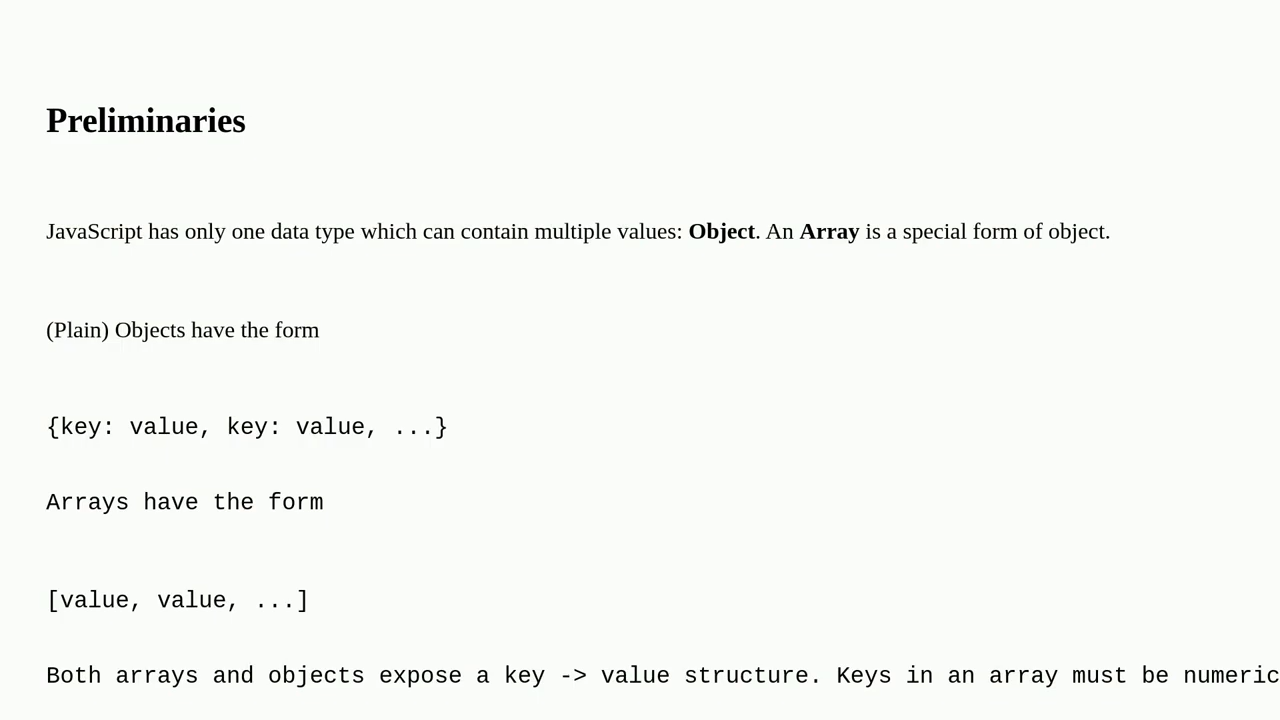 Preliminaries
JavaScript has only one data type which can contain multiple values: Object. An Array is a special form of object.
(Plain) Objects have the form
{key: value, key: value, ...}
Arrays have the form
[value, value, ...]
Both arrays and objects expose a key -> value structure. Keys in an array must be numeric